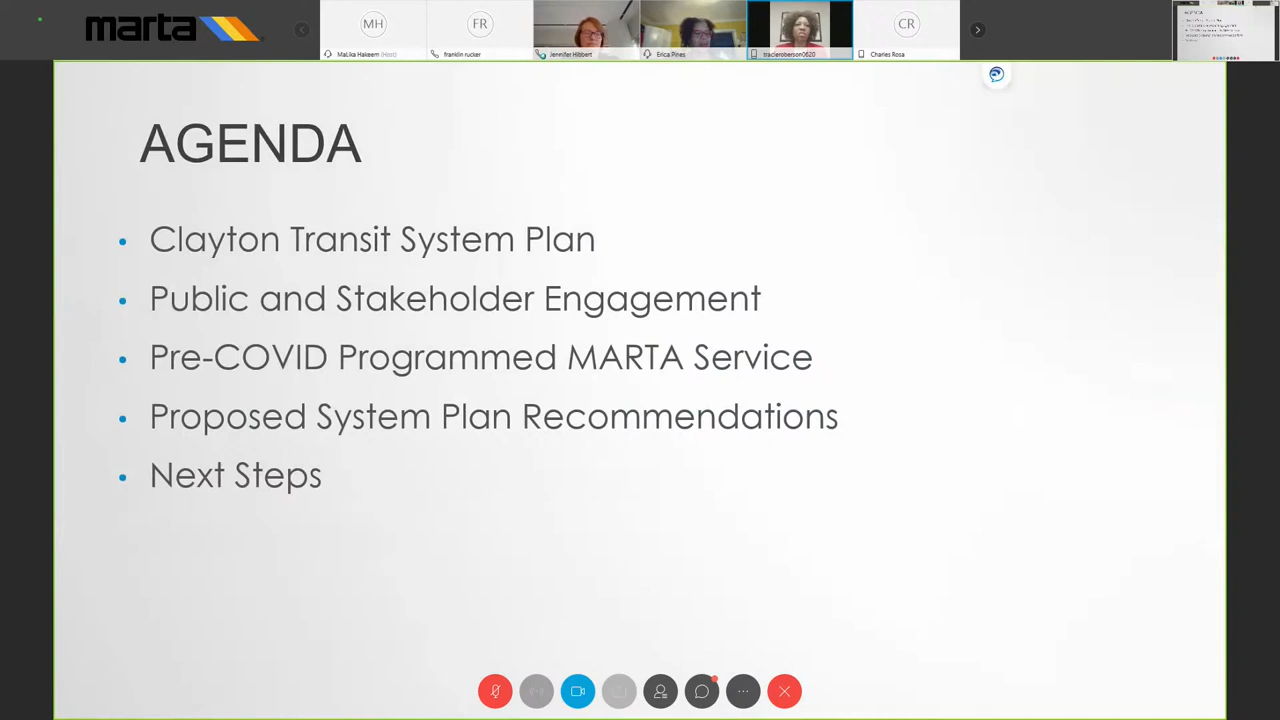 marta
MH
FR
CR
MaLika Hakeem (Host)
franklin rucker
Jennifer Hibbert
Erica Pines
tracieroberson0620
Charles Rosa
AGENDA
• Clayton Transit System Plan
• Public and Stakeholder Engagement
• Pre-COVID Programmed MARTA Service
• Proposed System Plan Recommendations
• Next Steps